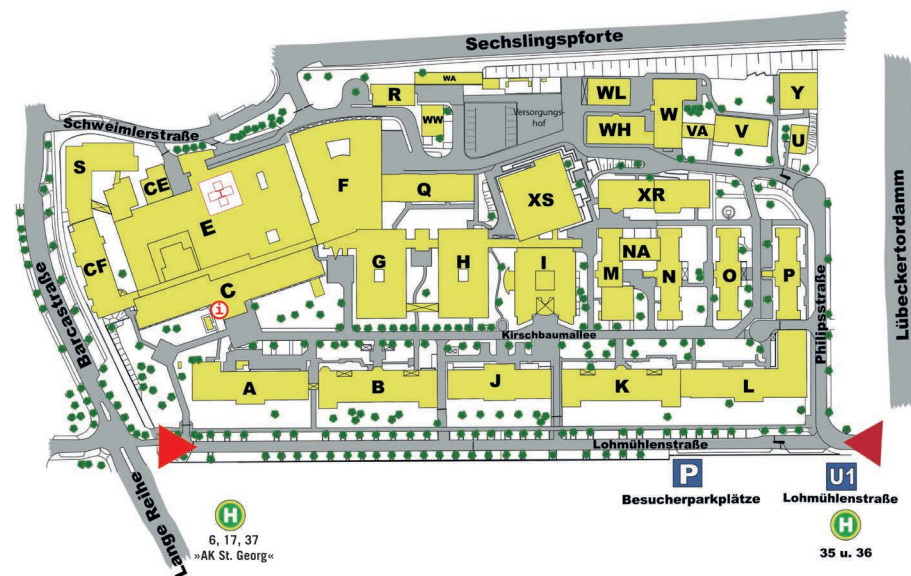 Sechslingspforte
Schweimlerstraße
R
WA
WW
Versorgungs-
hof
WL
WH
W
VA
V
Y
U
S
CE
E
F
Q
XS
XR
CF
C
i
G
H
I
M
NA
N
O
P
Barcastraße
Philipsstraße
Lübeckertordamm
Kirschbaumallee
A
B
J
K
L
Lohmühlenstraße
Lange Reihe
H
6, 17, 37
»AK St. Georg«
P
Besucherparkplätze
U1
Lohmühlenstraße
H
35 u. 36